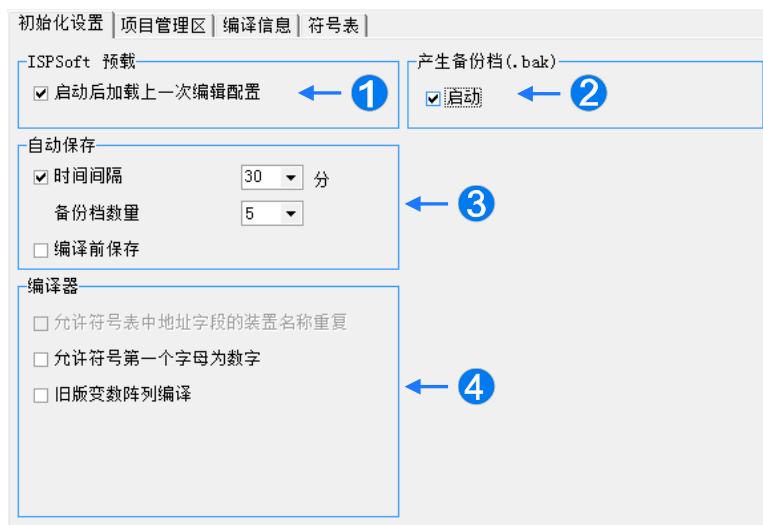 初始化设置 项目管理区 编译信息 符号表
ISPSoft 预载
启动后加载上一次编辑配置
1
产生备份档(.bak)
启动
2
自动保存
时间间隔 30 分
备份档数量 5
编译前保存
3
编译器
允许符号表中地址字段的装置名称重复
允许符号第一个字母为数字
旧版变数阵列编译
4